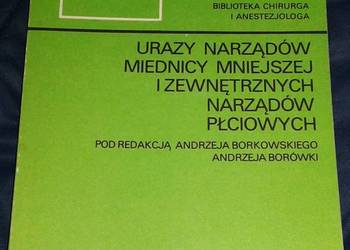 BIBLIOTEKA CHIRURGA
I ANESTEZJOLOGA
URAZY NARZĄDÓW
MIEDNICY MNIEJSZEJ
I ZEWNĘTRZNYCH
NARZĄDÓW
PŁCIOWYCH
POD REDAKCJĄ ANDRZEJA BORKOWSKIEGO
ANDRZEJA BORÓWKI